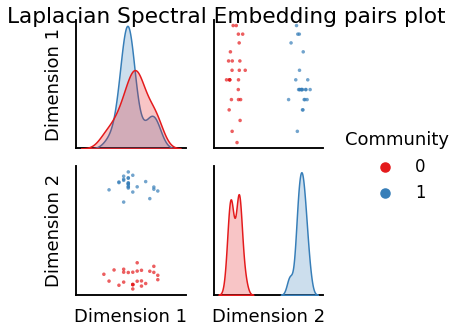 Laplacian Spectral Embedding pairs plot
Dimension 1
Community
0
1
Dimension 2
Dimension 1
Dimension 2